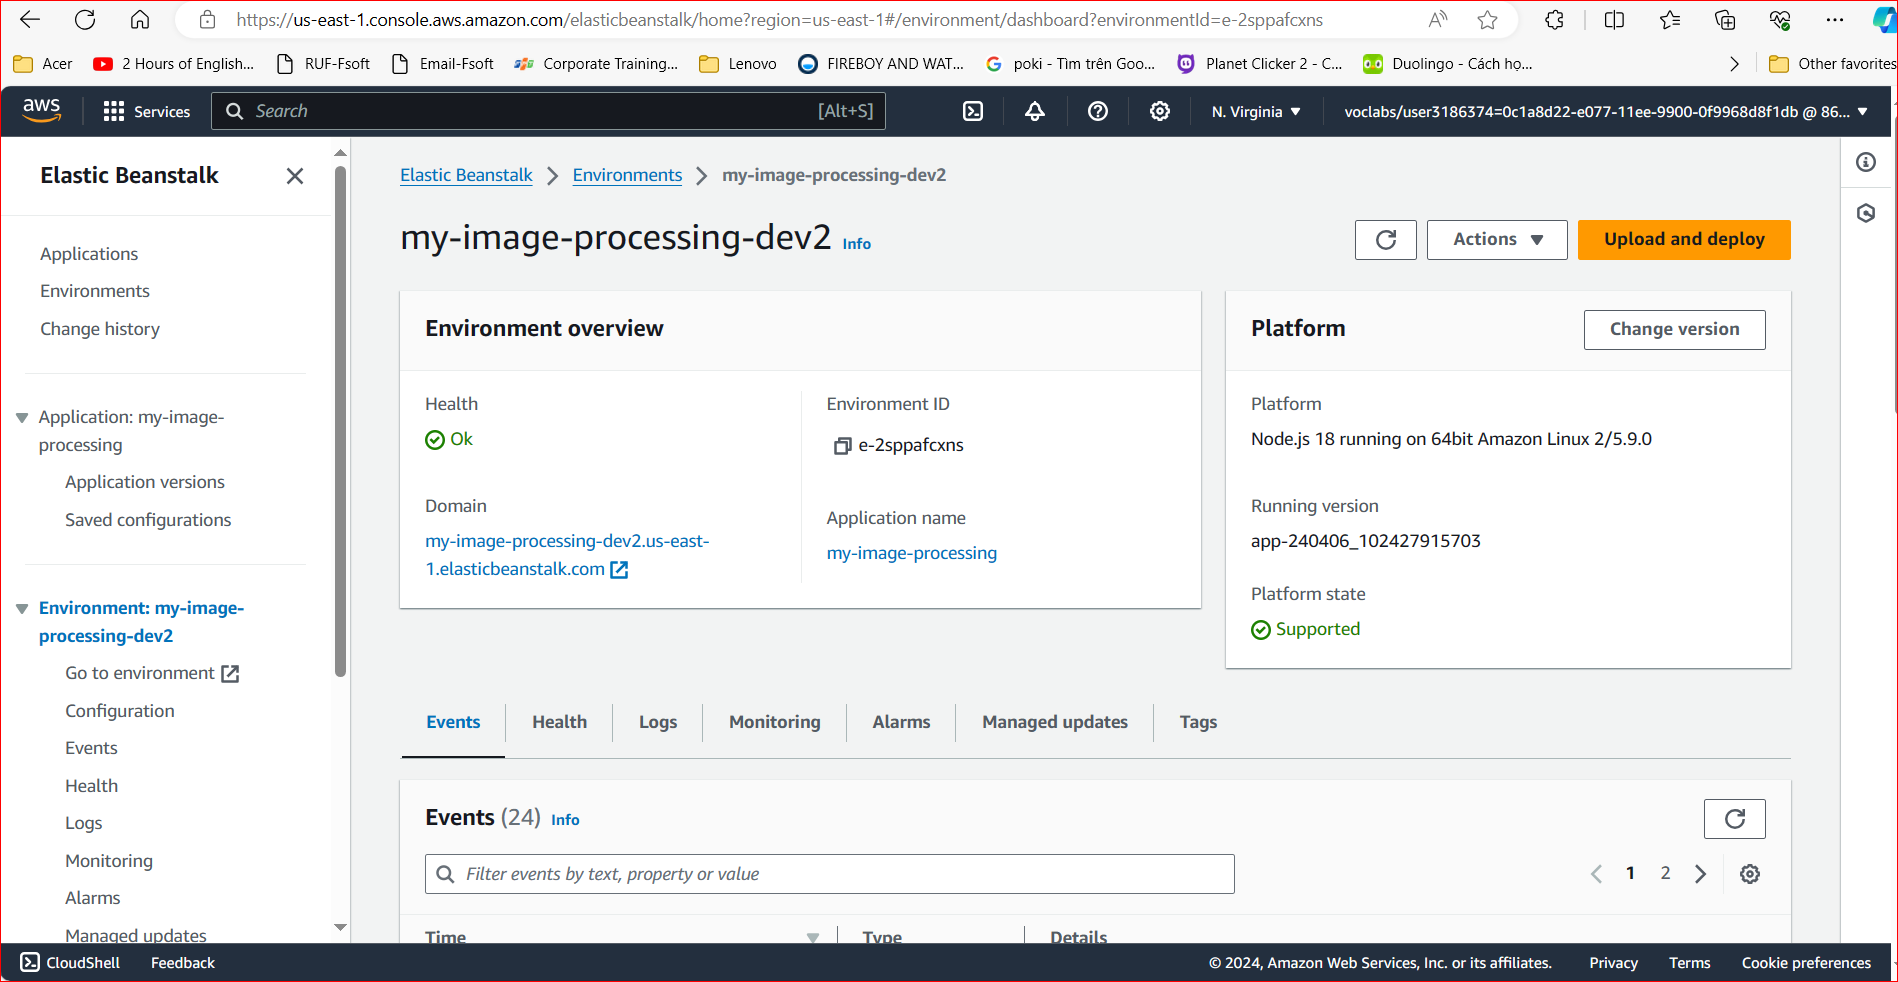 https://us-east-1.console.aws.amazon.com/elasticbeanstalk/home?region=us-east-1#/environment/dashboard?environmentId=e-2sppafcxns
Acer
2 Hours of English...
RUF-Fsoft
Email-Fsoft
Corporate Training...
Lenovo
FIREBOY AND WAT...
poki - Tìm trên Goo...
Planet Clicker 2 - C...
Duolingo - Cách họ...
Other favorites
aws
Services
Search
[Alt+S]
N. Virginia
voclabs/user3186374=0c1a8d22-e077-11ee-9900-0f9968d8f1db @ 86...
Elastic Beanstalk
Applications
Environments
Change history
Application: my-image-
processing
Application versions
Saved configurations
Environment: my-image-
processing-dev2
Go to environment
Configuration
Events
Health
Logs
Monitoring
Alarms
Managed updates
Elastic Beanstalk
Environments
my-image-processing-dev2
my-image-processing-dev2 Info
Actions
Upload and deploy
Environment overview
Health
Ok
Domain
my-image-processing-dev2.us-east-
1.elasticbeanstalk.com
Environment ID
e-2sppafcxns
Application name
my-image-processing
Platform
Change version
Platform
Node.js 18 running on 64bit Amazon Linux 2/5.9.0
Running version
app-240406_102427915703
Platform state
Supported
Events
Health
Logs
Monitoring
Alarms
Managed updates
Tags
Events (24) Info
Filter events by text, property or value
1
2
Time
Type
Details
CloudShell
Feedback
© 2024, Amazon Web Services, Inc. or its affiliates.
Privacy
Terms
Cookie preferences